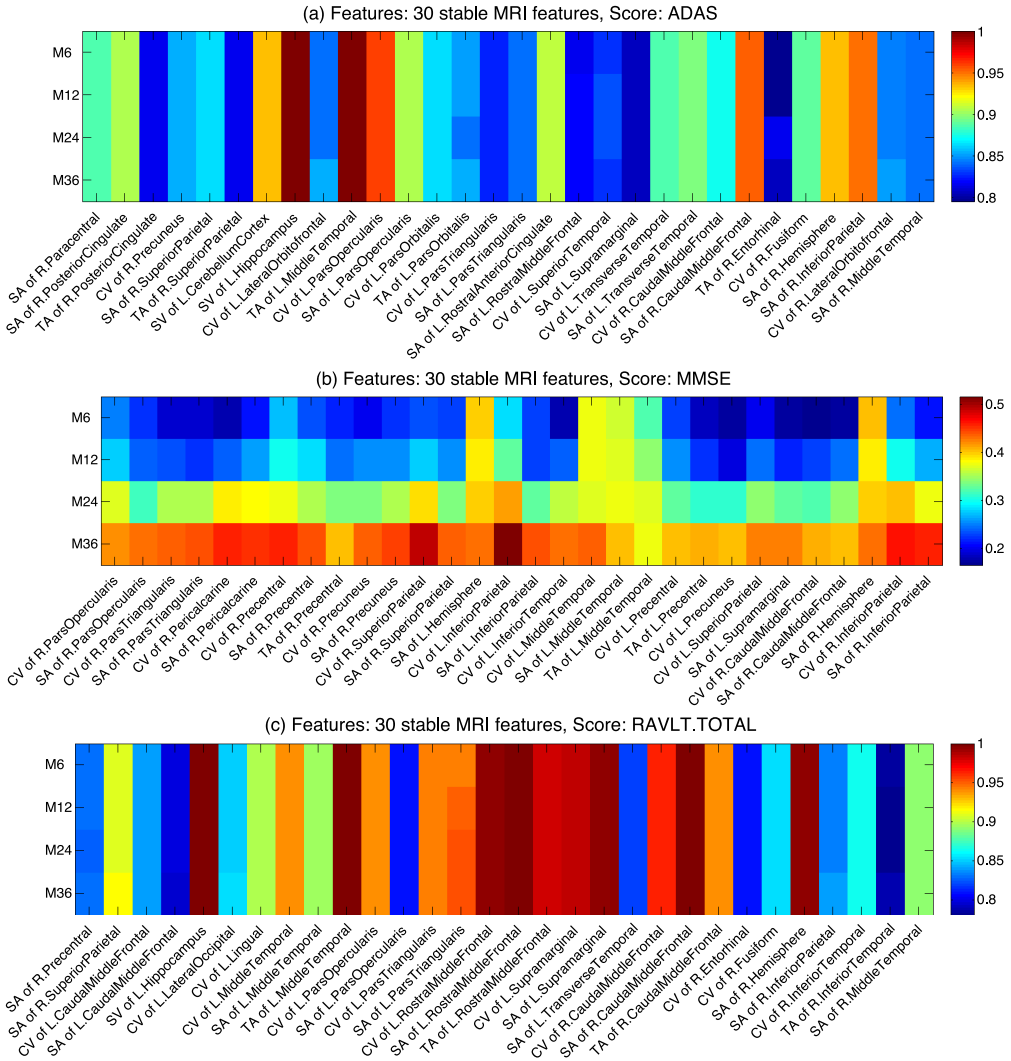 (a) Features: 30 stable MRI features, Score: ADAS
M6
M12
M24
M36
1
0.95
0.9
0.85
0.8
SA of R.Paracentral
SA of R.PosteriorCingulate
TA of R.PosteriorCingulate
CV of R.Precuneus
SA of R.SuperiorParietal
TA of R.SuperiorParietal
SV of L.CerebellumCortex
SV of L.Hippocampus
CV of L.LateralOrbitofrontal
TA of L.MiddleTemporal
CV of L.ParsOpercularis
SA of L.ParsOpercularis
CV of L.ParsOrbitalis
TA of L.ParsOrbitalis
CV of L.ParsTriangularis
SA of L.ParsTriangularis
SA of L.RostralAnteriorCingulate
SA of L.RostralMiddleFrontal
CV of L.SuperiorTemporal
SA of L.Supramarginal
CV of L.TransverseTemporal
SA of L.TransverseTemporal
CV of R.CaudalMiddleFrontal
SA of R.CaudalMiddleFrontal
TA of R.Entorhinal
CV of R.Fusiform
SA of R.Hemisphere
SA of R.InferiorParietal
CV of R.LateralOrbitofrontal
SA of R.MiddleTemporal
(b) Features: 30 stable MRI features, Score: MMSE
M6
M12
M24
M36
0.5
0.4
0.3
0.2
CV of R.ParsOpercularis
SA of R.ParsOpercularis
CV of R.ParsTriangularis
SA of R.ParsTriangularis
CV of R.Pericalcarine
SA of R.Pericalcarine
CV of R.Precentral
SA of R.Precentral
TA of R.Precentral
CV of R.Precuneus
SA of R.Precuneus
CV of R.SuperiorParietal
SA of R.SuperiorParietal
SA of L.Hemisphere
CV of L.InferiorParietal
SA of L.InferiorParietal
CV of L.InferiorTemporal
CV of L.MiddleTemporal
SA of L.MiddleTemporal
TA of L.MiddleTemporal
CV of L.Precentral
TA of L.Precentral
CV of L.Precuneus
CV of L.SuperiorParietal
SA of L.Supramarginal
CV of R.CaudalMiddleFrontal
SA of R.CaudalMiddleFrontal
SA of R.Hemisphere
CV of R.InferiorParietal
SA of R.InferiorParietal
(c) Features: 30 stable MRI features, Score: RAVLT.TOTAL
M6
M12
M24
M36
1
0.95
0.9
0.85
0.8
SA of R.Precentral
SA of R.SuperiorParietal
CV of L.CaudalMiddleFrontal
SA of L.CaudalMiddleFrontal
SV of L.Hippocampus
CV of L.LateralOccipital
CV of L.Lingual
CV of L.MiddleTemporal
SA of L.MiddleTemporal
TA of L.MiddleTemporal
CV of L.ParsOpercularis
SA of L.ParsOpercularis
CV of L.ParsTriangularis
SA of L.ParsTriangularis
CV of L.RostralMiddleFrontal
SA of L.RostralMiddleFrontal
TA of L.RostralMiddleFrontal
CV of L.Supramarginal
SA of L.Supramarginal
SA of L.TransverseTemporal
CV of R.CaudalMiddleFrontal
SA of R.CaudalMiddleFrontal
TA of R.CaudalMiddleFrontal
CV of R.Entorhinal
CV of R.Fusiform
SA of R.Hemisphere
SA of R.InferiorParietal
CV of R.InferiorTemporal
TA of R.InferiorTemporal
SA of R.MiddleTemporal